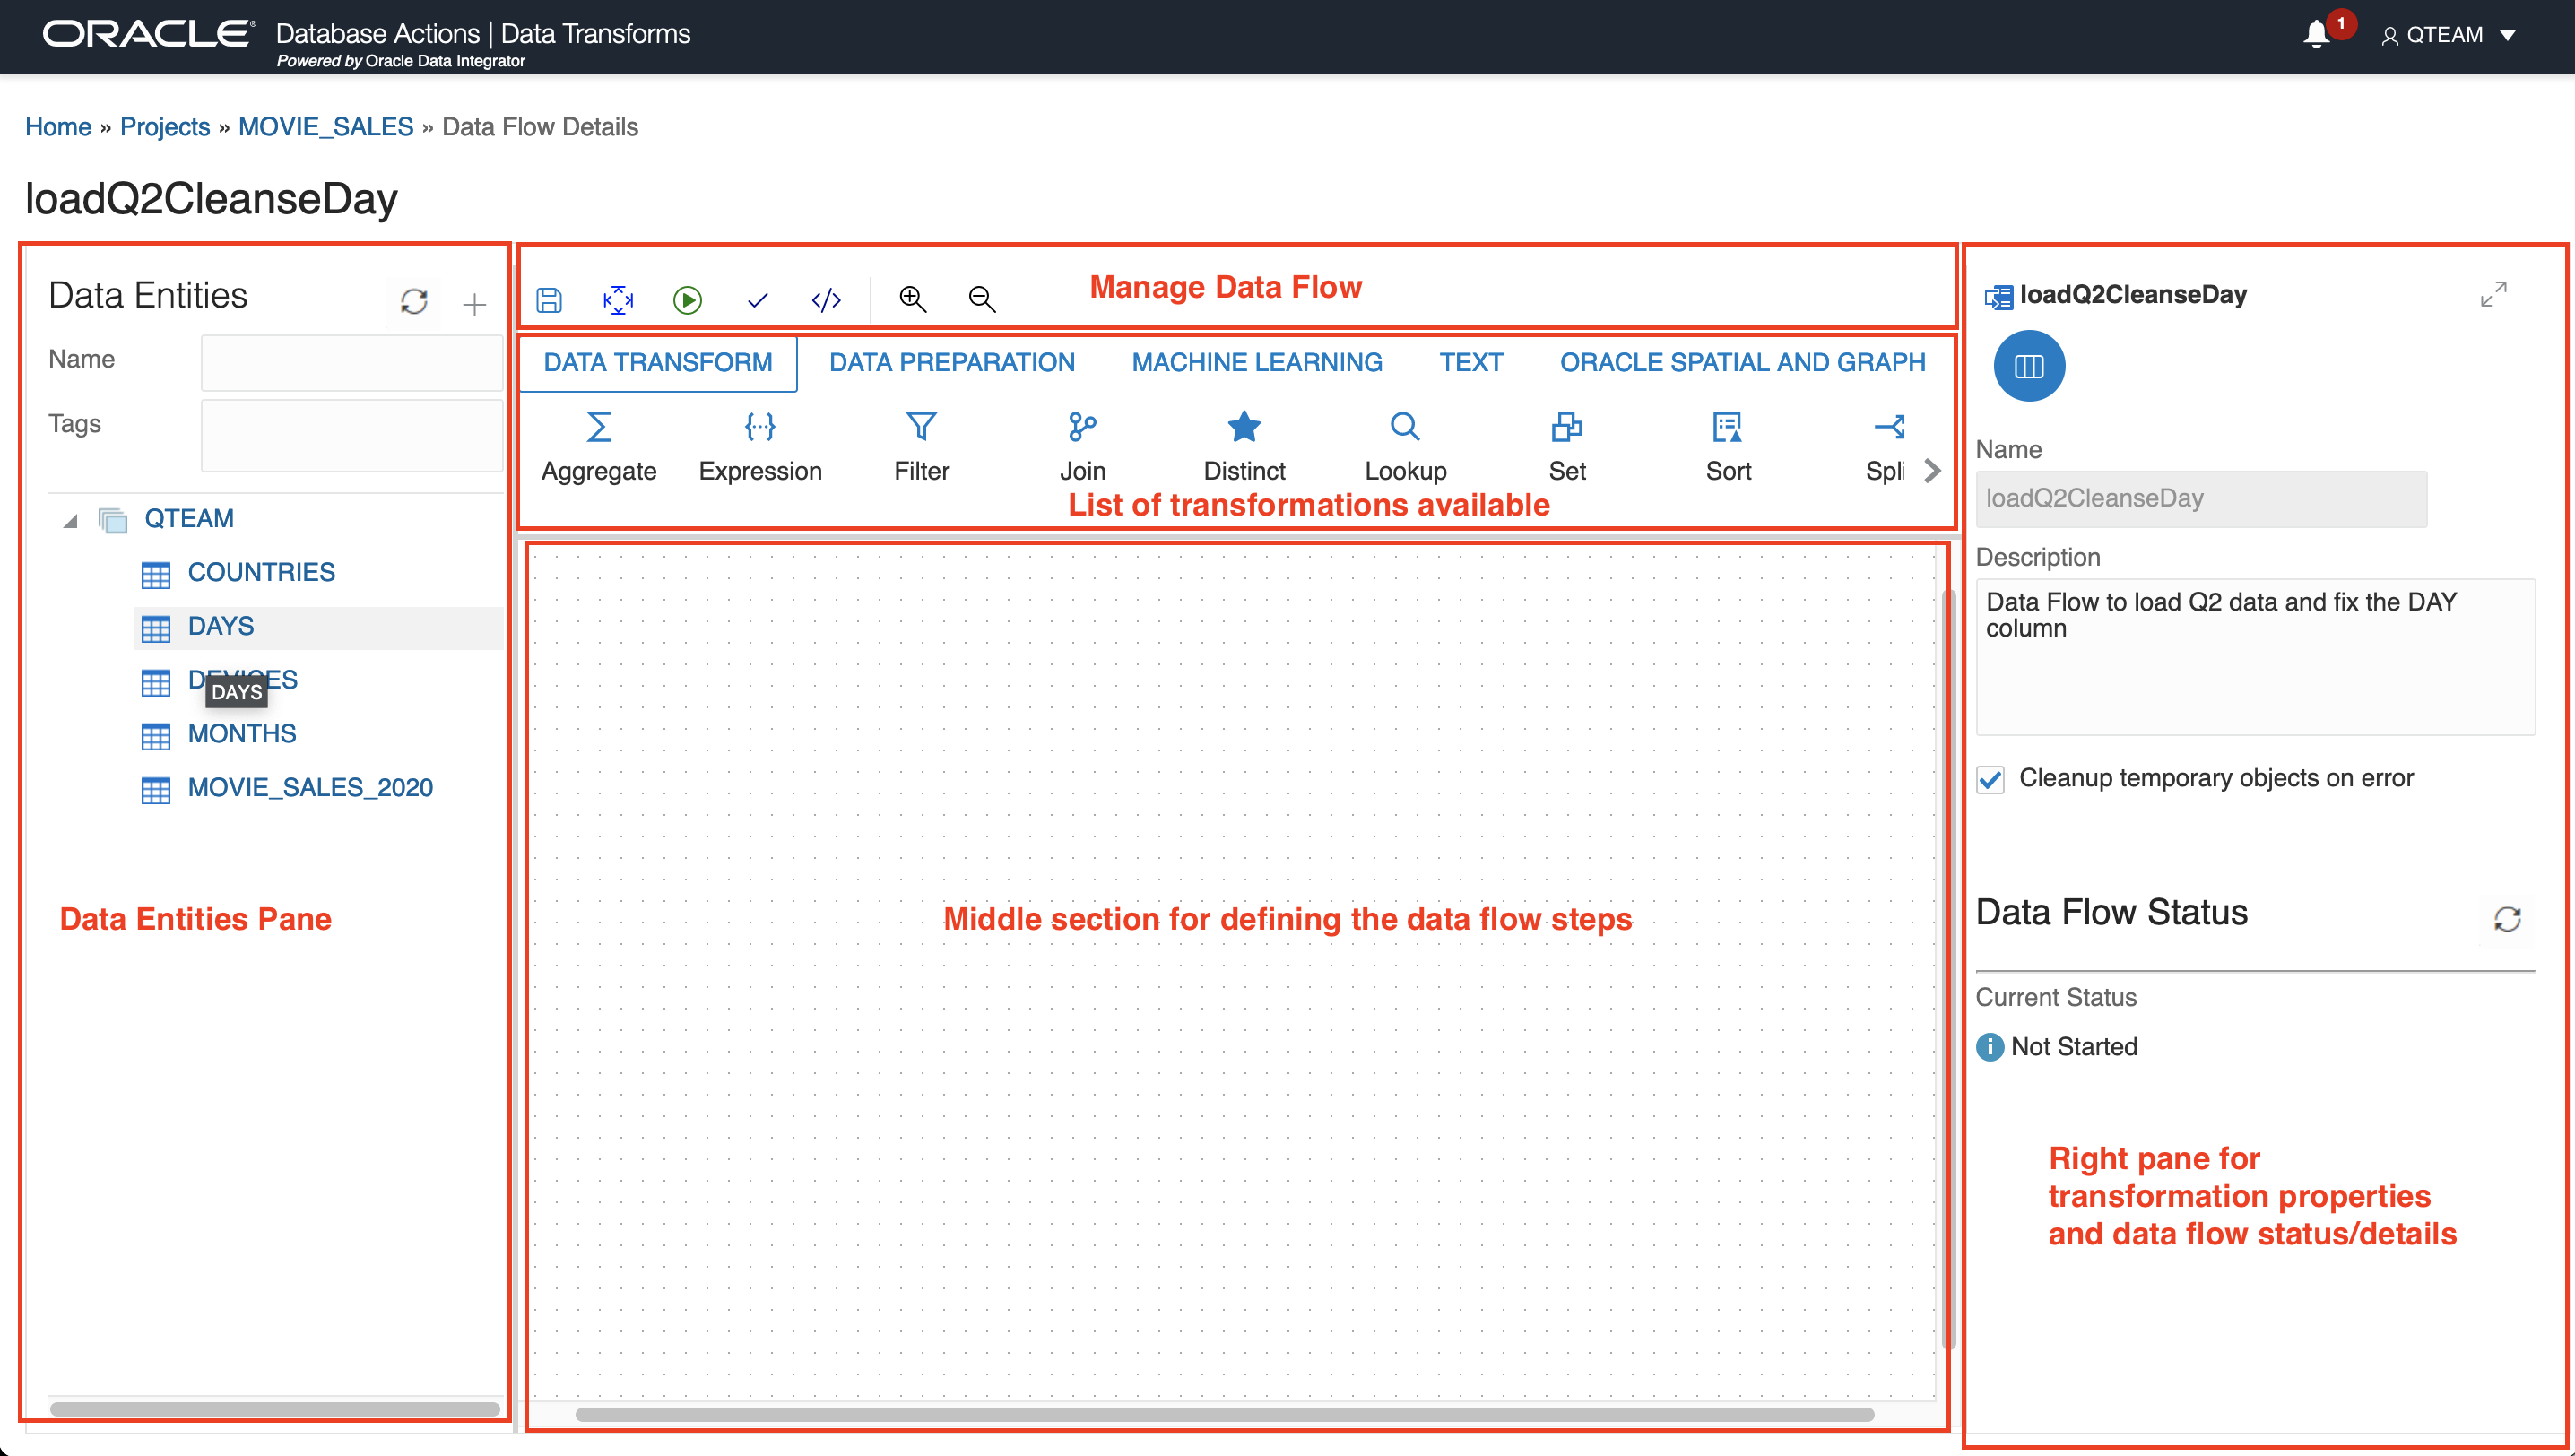 ORACLE® Database Actions | Data Transforms
Powered by Oracle Data Integrator
1
QTEAM
Home » Projects » MOVIE_SALES » Data Flow Details
loadQ2CleanseDay
Data Entities
Name
Tags
QTEAM
COUNTRIES
DAYS
DEVICES
DAYS
MONTHS
MOVIE_SALES_2020
Data Entities Pane
Manage Data Flow
DATA TRANSFORM DATA PREPARATION MACHINE LEARNING TEXT ORACLE SPATIAL AND GRAPH
Aggregate Expression Filter Join Distinct Lookup Set Sort Spli
List of transformations available
Middle section for defining the data flow steps
loadQ2CleanseDay
Name
loadQ2CleanseDay
Description
Data Flow to load Q2 data and fix the DAY
column
Cleanup temporary objects on error
Data Flow Status
Current Status
Not Started
Right pane for
transformation properties
and data flow status/details